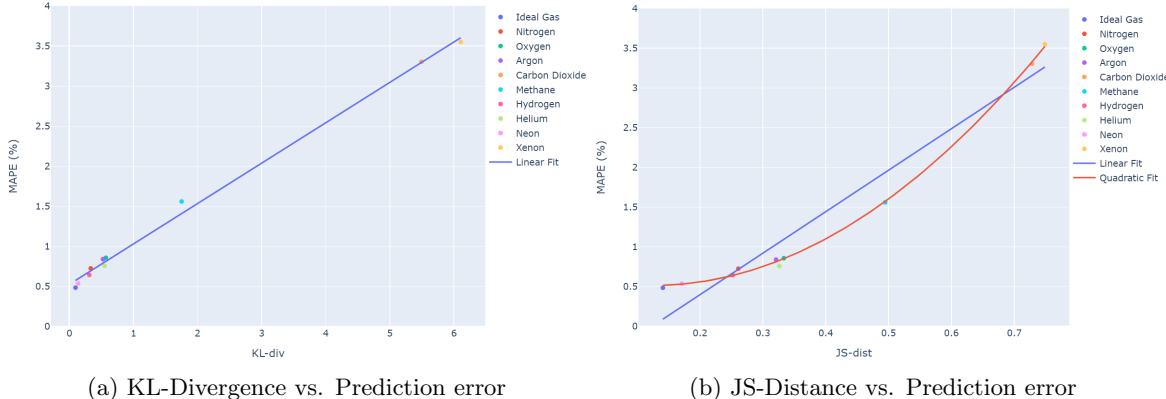 4
3.5
3
2.5
2
1.5
1
0.5
0
MAPE (%)
0 1 2 3 4 5 6
KL-div
Ideal Gas
Nitrogen
Oxygen
Argon
Carbon Dioxide
Methane
Hydrogen
Helium
Neon
Xenon
Linear Fit
(a) KL-Divergence vs. Prediction error
4
3.5
3
2.5
2
1.5
1
0.5
0
MAPE (%)
0.2 0.3 0.4 0.5 0.6 0.7
JS-dist
Ideal Gas
Nitrogen
Oxygen
Argon
Carbon Dioxide
Methane
Hydrogen
Helium
Neon
Xenon
Linear Fit
Quadratic Fit
(b) JS-Distance vs. Prediction error